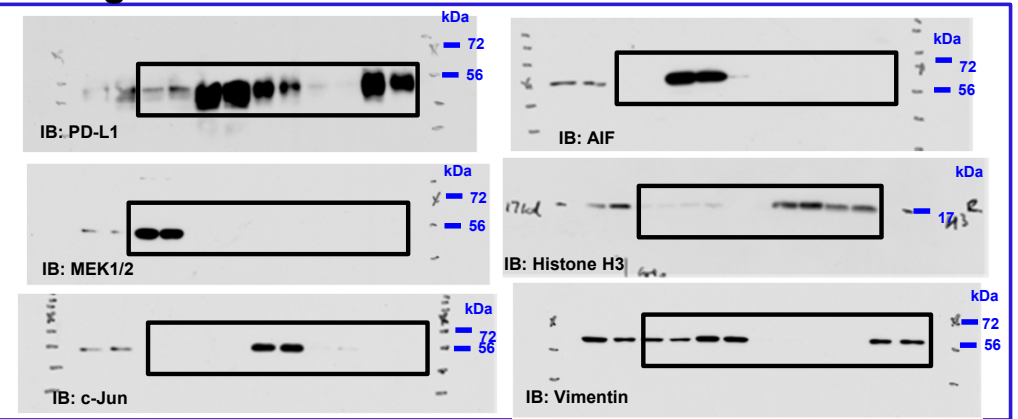 kDa
72
56
IB: PD-L1
kDa
72
56
IB: AIF
kDa
72
56
IB: MEK1/2
kDa
17kd
17
H3
IB: Histone H3
kDa
72
56
IB: c-Jun
kDa
72
56
IB: Vimentin